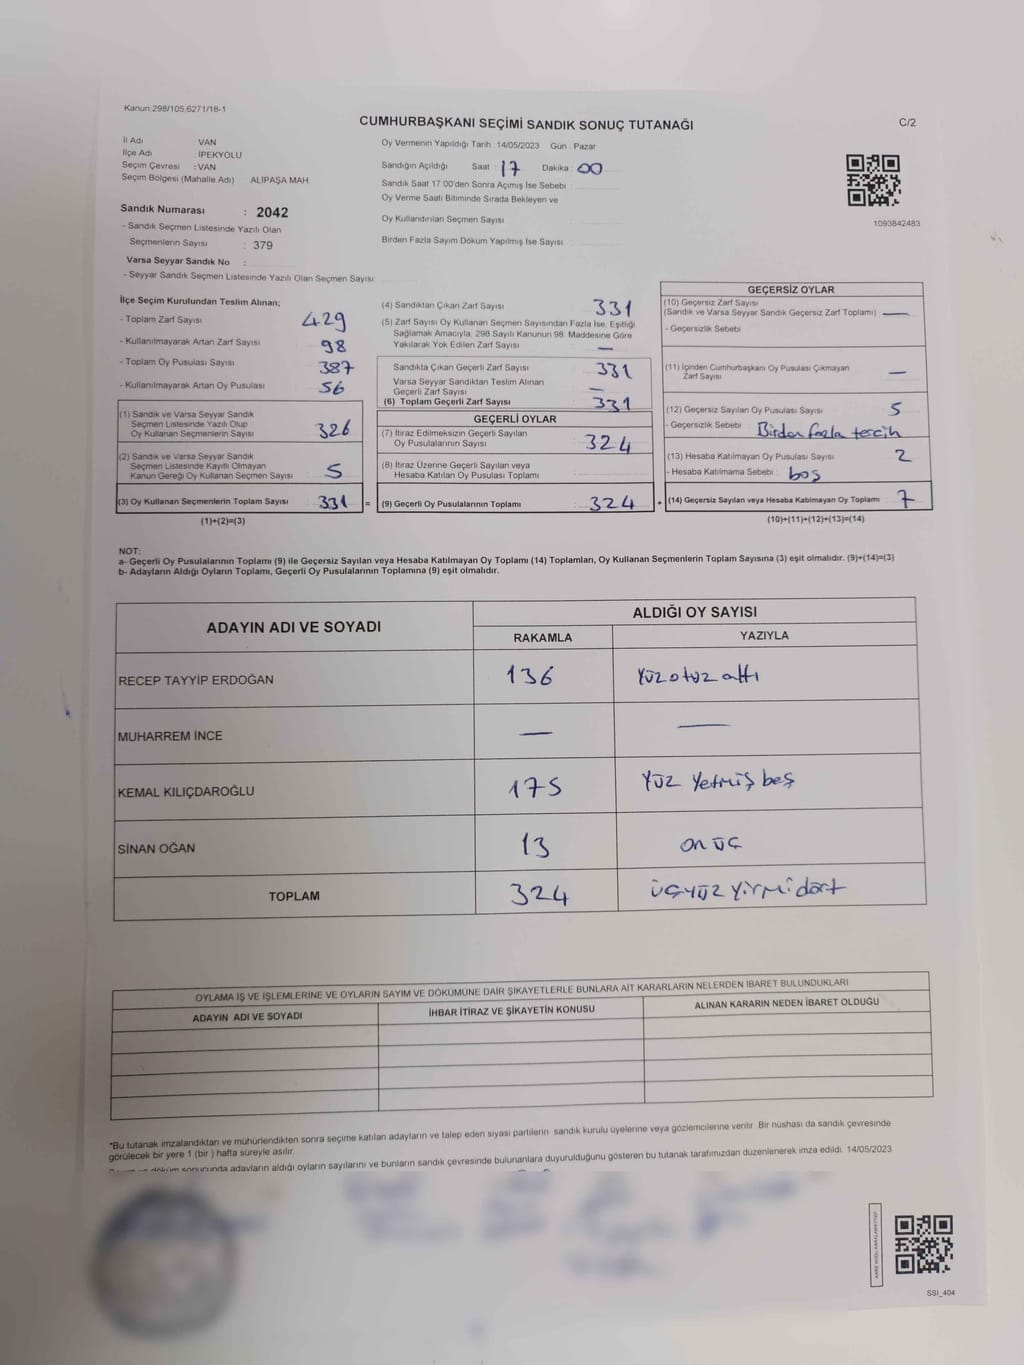 Kanun:298/105,6271/18-1
CUMHURBAŞKANI SEÇİMİ SANDIK SONUÇ TUTANAĞI
C/2
İl Adı VAN
İlçe Adı : İPEKYOLU
Seçim Çevresi : VAN
Seçim Bölgesi (Mahalle Adı) ALİPAŞA MAH.
Sandık Numarası : 2042
- Sandık Seçmen Listesinde Yazılı Olan
Seçmenlerin Sayısı : 379
Varsa Seyyar Sandık No :
- Seyyar Sandık Seçmen Listesinde Yazılı Olan Seçmen Sayısı
Oy Vermenin Yapıldığı Tarih : 14/05/2023 Gün : Pazar
Sandığın Açıldığı Saat : 17 Dakika : 00
Sandık Saat 17:00'den Sonra Açımış İse Sebebi
Oy Verme Saati Bitiminde Sırada Bekleyen ve
Oy Kullandırılan Seçmen Sayısı
Birden Fazla Sayım Döküm Yapılmış İse Sayısı
1093842483
İlçe Seçim Kurulundan Teslim Alınan;
- Toplam Zarf Sayısı 429
- Kullanılmayarak Artan Zarf Sayısı 98
- Toplam Oy Pusulası Sayısı 387
- Kullanılmayarak Artan Oy Pusulası 56
(1) Sandık ve Varsa Seyyar Sandık
Seçmen Listesinde Yazılı Olup
Oy Kullanan Seçmenlerin Sayısı 326
(2) Sandık ve Varsa Seyyar Sandık
Seçmen Listesinde Kayıtlı Olmayan
Kanun Gereği Oy Kullanan Seçmen Sayısı 5
(3) Oy Kullanan Seçmenlerin Toplam Sayısı 331 =
(1)+(2)=(3)
(4) Sandıktan Çıkan Zarf Sayısı 331
(5) Zarf Sayısı Oy Kullanan Seçmen Sayısından Fazla İse, Eşitliği
Sağlamak Amacıyla, 298 Sayılı Kanunun 98. Maddesine Göre
Yakılarak Yok Edilen Zarf Sayısı —
Sandıkta Çıkan Geçerli Zarf Sayısı 331
Varsa Seyyar Sandıktan Teslim Alınan
Geçerli Zarf Sayısı —
(6) Toplam Geçerli Zarf Sayısı 331
GEÇERLİ OYLAR
(7) İtiraz Edilmeksizin Geçerli Sayılan
Oy Pusulalarının Sayısı 324
(8) İtiraz Üzerine Geçerli Sayılan veya
Hesaba Katılan Oy Pusulası Toplamı
(9) Geçerli Oy Pusulalarının Toplamı 324 +
GEÇERSİZ OYLAR
(10) Geçersiz Zarf Sayısı
(Sandık ve Varsa Seyyar Sandık Geçersiz Zarf Toplamı) —
- Geçersizlik Sebebi
(11) İçinden Cumhurbaşkanı Oy Pusulası Çıkmayan
Zarf Sayısı —
(12) Geçersiz Sayılan Oy Pusulası Sayısı 5
- Geçersizlik Sebebi Birden fazla tercih
(13) Hesaba Katılmayan Oy Pusulası Sayısı 2
- Hesaba Katılmama Sebebi : boş
(14) Geçersiz Sayılan veya Hesaba Katılmayan Oy Toplamı 7
(10)+(11)+(12)+(13)=(14)
NOT:
a- Geçerli Oy Pusulalarının Toplamı (9) ile Geçersiz Sayılan veya Hesaba Katılmayan Oy Toplamı (14) Toplamları, Oy Kullanan Seçmenlerin Toplam Sayısına (3) eşit olmalıdır. (9)+(14)=(3)
b- Adayların Aldığı Oyların Toplamı, Geçerli Oy Pusulalarının Toplamına (9) eşit olmalıdır.
ADAYIN ADI VE SOYADI ALDIĞI OY SAYISI
RAKAMLA YAZIYLA
RECEP TAYYİP ERDOĞAN 136 Yüz otuz altı
MUHARREM İNCE — —
KEMAL KILIÇDAROĞLU 175 Yüz Yetmiş beş
SİNAN OĞAN 13 on üç
TOPLAM 324 üçyüz yirmi dört
OYLAMA İŞ VE İŞLEMLERİNE VE OYLARIN SAYIM VE DÖKÜMÜNE DAİR ŞİKAYETLERLE BUNLARA AİT KARARLARIN NELERDEN İBARET BULUNDUKLARI
ADAYIN ADI VE SOYADI İHBAR İTİRAZ VE ŞİKAYETİN KONUSU ALINAN KARARIN NEDEN İBARET OLDUĞU
*Bu tutanak imzalandıktan ve mühürlendikten sonra seçime katılan adayların ve talep eden siyasi partilerin sandık kurulu üyelerine veya gözlemcilerine verilir. Bir nüshası da sandık çevresinde
görülecek bir yere 1 (bir ) hafta süreyle asılır.
döküm sonucunda adayların aldığı oyların sayılarını ve bunların sandık çevresinde bulunanlara duyurulduğunu gösteren bu tutanak tarafımızdan düzenlenerek imza edildi. 14/05/2023
SSI_404